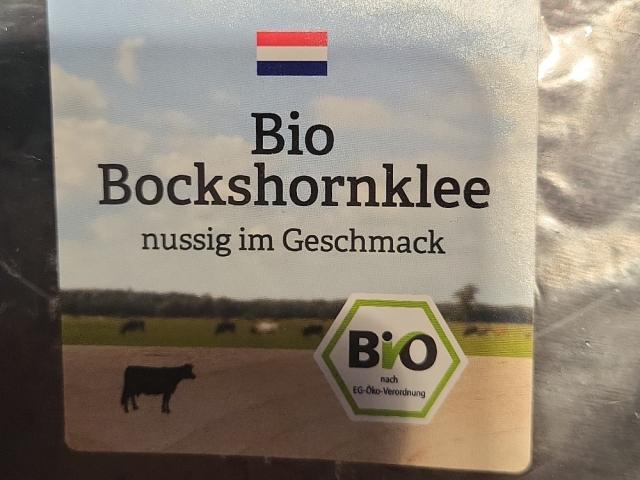 Bio
Bockshornklee
nussig im Geschmack
Bio
nach
EG-Öko-Verordnung